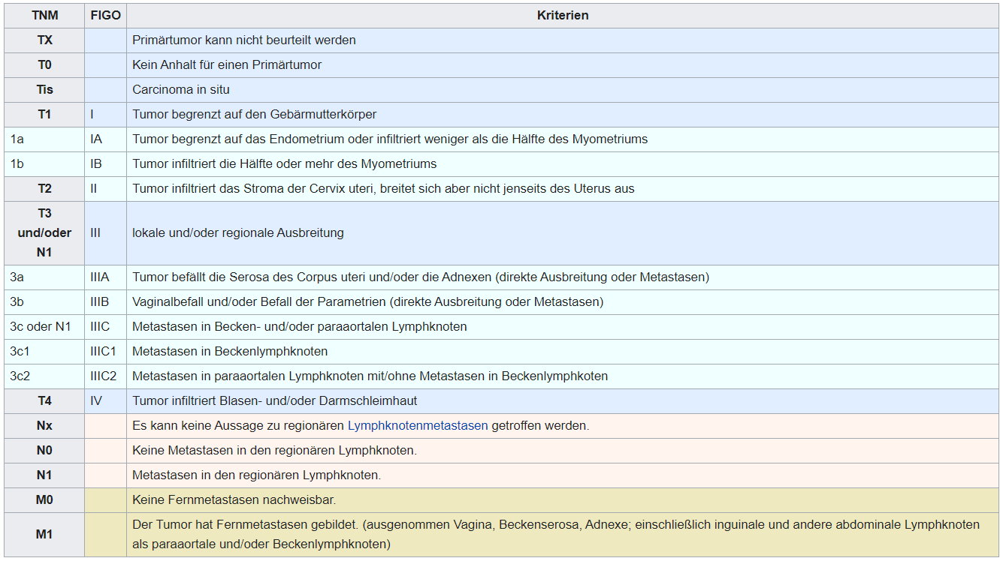 TNM FIGO Kriterien
TX Primärtumor kann nicht beurteilt werden
T0 Kein Anhalt für einen Primärtumor
Tis Carcinoma in situ
T1 I Tumor begrenzt auf den Gebärmutterkörper
1a IA Tumor begrenzt auf das Endometrium oder infiltriert weniger als die Hälfte des Myometriums
1b IB Tumor infiltriert die Hälfte oder mehr des Myometriums
T2 II Tumor infiltriert das Stroma der Cervix uteri, breitet sich aber nicht jenseits des Uterus aus
T3
und/oder III lokale und/oder regionale Ausbreitung
N1
3a IIIA Tumor befällt die Serosa des Corpus uteri und/oder die Adnexen (direkte Ausbreitung oder Metastasen)
3b IIIB Vaginalbefall und/oder Befall der Parametrien (direkte Ausbreitung oder Metastasen)
3c oder N1 IIIC Metastasen in Becken- und/oder paraaortalen Lymphknoten
3c1 IIIC1 Metastasen in Beckenlymphknoten
3c2 IIIC2 Metastasen in paraaortalen Lymphknoten mit/ohne Metastasen in Beckenlymphkoten
T4 IV Tumor infiltriert Blasen- und/oder Darmschleimhaut
Nx Es kann keine Aussage zu regionären Lymphknotenmetastasen getroffen werden.
N0 Keine Metastasen in den regionären Lymphknoten.
N1 Metastasen in den regionären Lymphknoten.
M0 Keine Fernmetastasen nachweisbar.
M1 Der Tumor hat Fernmetastasen gebildet. (ausgenommen Vagina, Beckenserosa, Adnexe; einschließlich inguinale und andere abdominale Lymphknoten
als paraaortale und/oder Beckenlymphknoten)